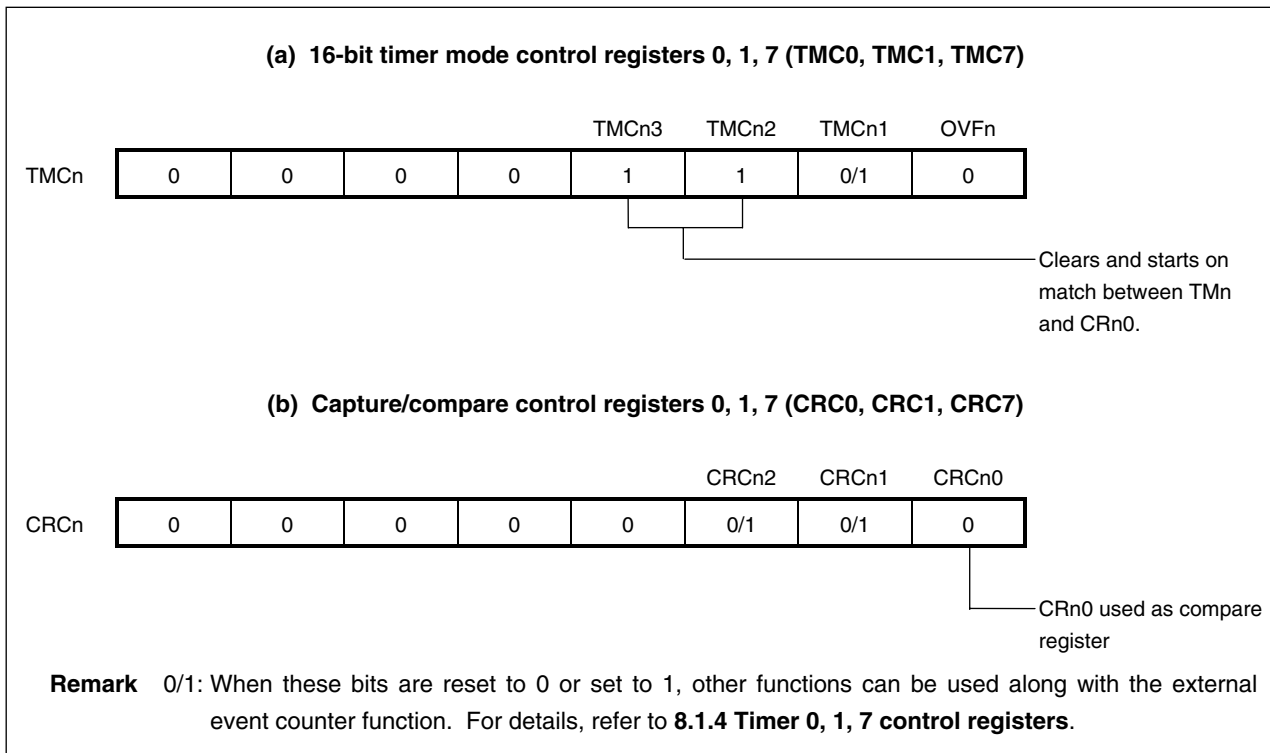 (a) 16-bit timer mode control registers 0, 1, 7 (TMC0, TMC1, TMC7)
TMCn3 TMCn2 TMCn1 OVFn
TMCn 0 0 0 0 1 1 0/1 0
Clears and starts on
match between TMn
and CRn0.
(b) Capture/compare control registers 0, 1, 7 (CRC0, CRC1, CRC7)
CRCn2 CRCn1 CRCn0
CRCn 0 0 0 0 0 0/1 0/1 0
CRn0 used as compare
register
Remark 0/1: When these bits are reset to 0 or set to 1, other functions can be used along with the external
event counter function. For details, refer to 8.1.4 Timer 0, 1, 7 control registers.